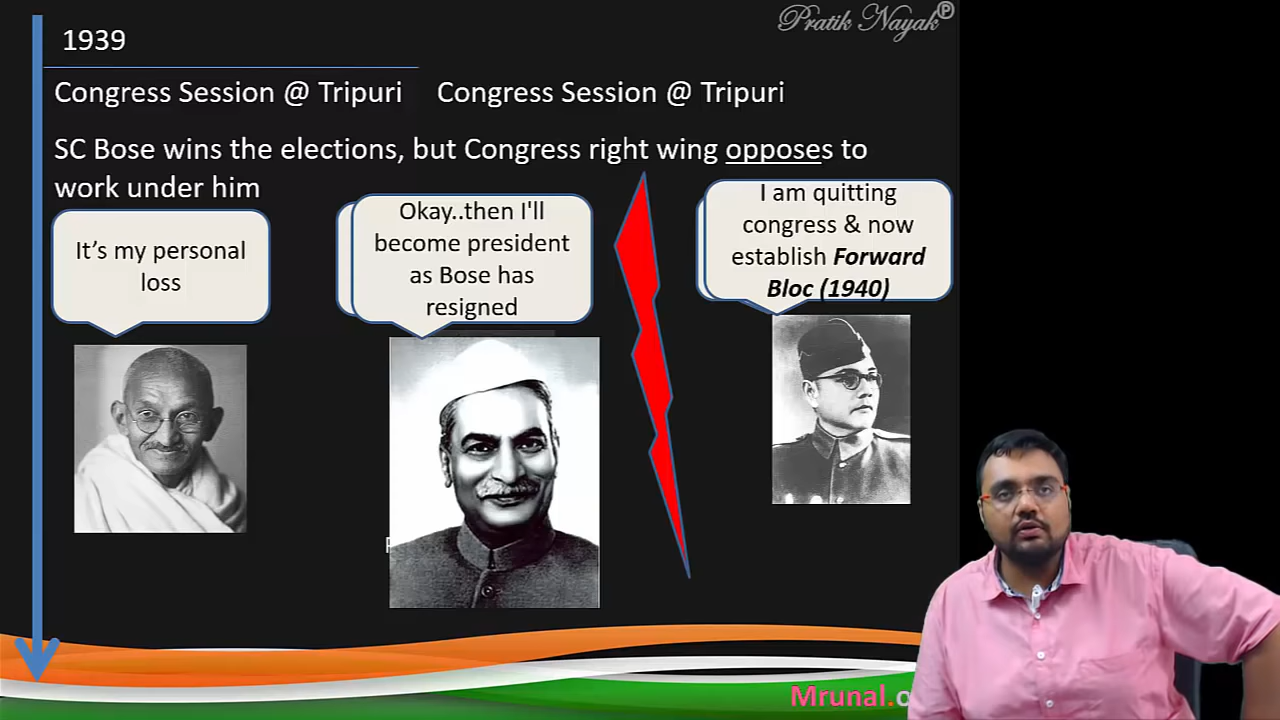 Pratik Nayak ℗
1939
Congress Session @ Tripuri Congress Session @ Tripuri
SC Bose wins the elections, but Congress right wing opposes to
work under him
It's my personal
loss
Okay..then I'll
become president
as Bose has
resigned
I am quitting
congress & now
establish Forward
Bloc (1940)
Mrunal.o